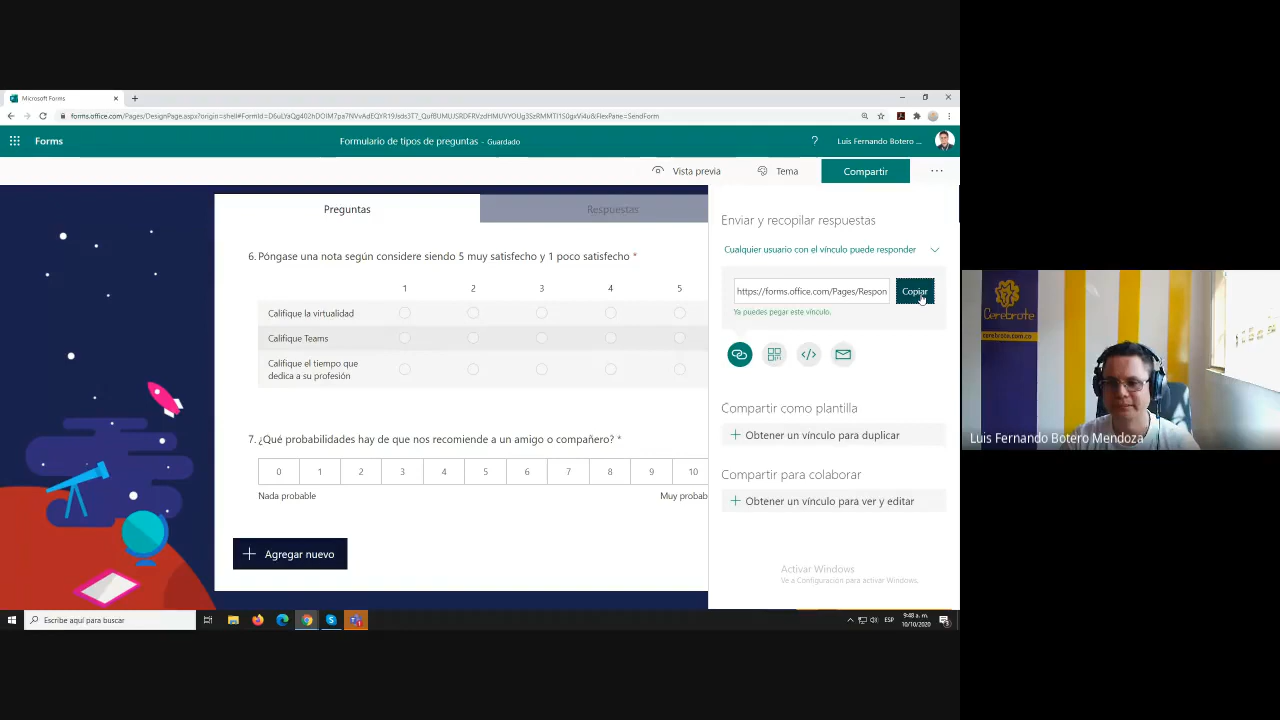 Microsoft Forms
Forms
Formulario de tipos de preguntas - Guardado
?
Luis Fernando Botero ...
Vista previa
Tema
Compartir
...
Preguntas
Respuestas
6. Póngase una nota según considere siendo 5 muy satisfecho y 1 poco satisfecho *
1 2 3 4 5
Califique la virtualidad
Califique Teams
Califique el tiempo que
dedica a su profesión
7. ¿Qué probabilidades hay de que nos recomiende a un amigo o compañero? *
0 1 2 3 4 5 6 7 8 9 10
Nada probable
Muy probab
+ Agregar nuevo
Enviar y recopilar respuestas
Cualquier usuario con el vínculo puede responder
https://forms.office.com/Pages/Respon
Copiar
Ya puedes pegar este vínculo.
Compartir como plantilla
+ Obtener un vínculo para duplicar
Compartir para colaborar
+ Obtener un vínculo para ver y editar
Activar Windows
Ve a Configuración para activar Windows.
Escribe aquí para buscar
ESP
9:48 a. m.
10/10/2020
Cerebrote
cerebrote.com.co
Luis Fernando Botero Mendoza